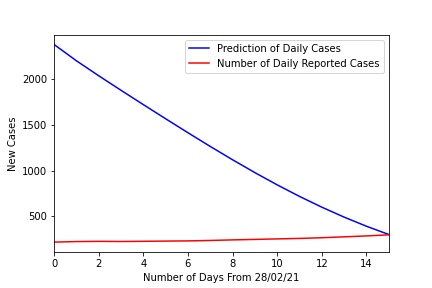 Prediction of Daily Cases
Number of Daily Reported Cases
2000
1500
1000
500
New Cases
0 2 4 6 8 10 12 14
Number of Days From 28/02/21